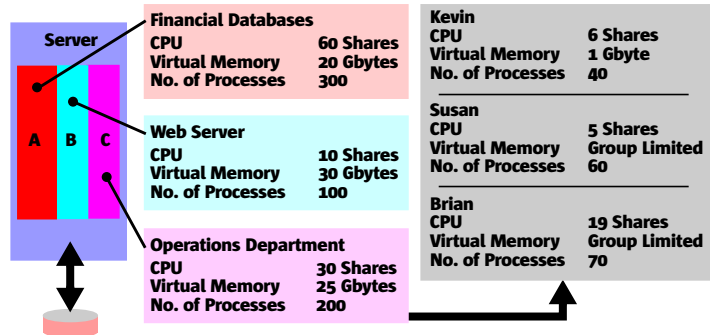 Server
A B C
Financial Databases
CPU 60 Shares
Virtual Memory 20 Gbytes
No. of Processes 300
Web Server
CPU 10 Shares
Virtual Memory 30 Gbytes
No. of Processes 100
Operations Department
CPU 30 Shares
Virtual Memory 25 Gbytes
No. of Processes 200
Kevin
CPU 6 Shares
Virtual Memory 1 Gbyte
No. of Processes 40
Susan
CPU 5 Shares
Virtual Memory Group Limited
No. of Processes 60
Brian
CPU 19 Shares
Virtual Memory Group Limited
No. of Processes 70